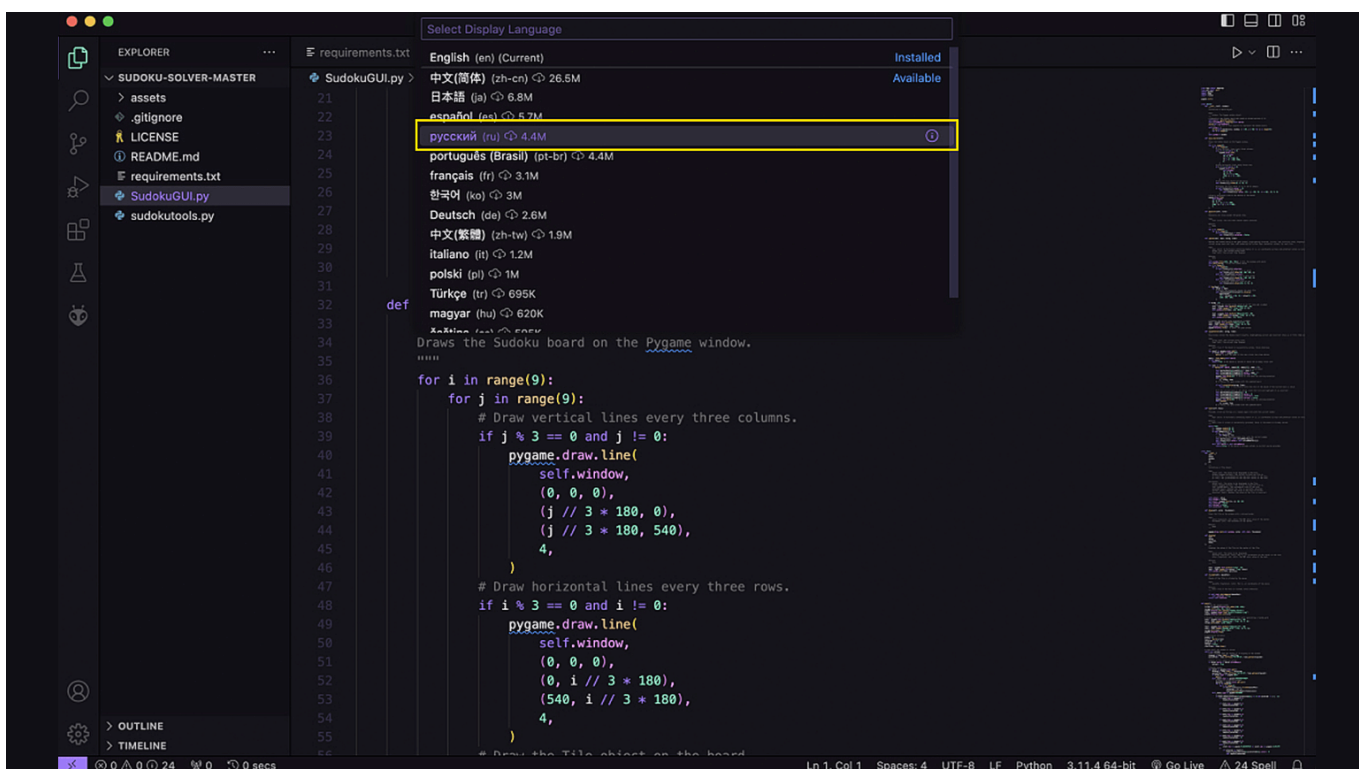 Select Display Language
English (en) (Current) Installed
中文(简体) (zh-cn) 26.5M Available
日本語 (ja) 6.8M
español (es) 5.7M
русский (ru) 4.4M
português (Brasil) (pt-br) 4.4M
français (fr) 3.1M
한국어 (ko) 3M
Deutsch (de) 2.6M
中文(繁體) (zh-tw) 1.9M
italiano (it) 1.2M
polski (pl) 1M
Türkçe (tr) 695K
magyar (hu) 620K
EXPLORER ...
SUDOKU-SOLVER-MASTER
assets
.gitignore
LICENSE
README.md
requirements.txt
SudokuGUI.py
sudokutools.py
OUTLINE
TIMELINE
requirements.txt
SudokuGUI.py >
21
22
23
24
25
26
27
28
29
30
31
32 def
33
34 Draws the Sudoku board on the Pygame window.
35 """
36 for i in range(9):
37 for j in range(9):
38 # Draw vertical lines every three columns.
39 if j % 3 == 0 and j != 0:
40 pygame.draw.line(
41 self.window,
42 (0, 0, 0),
43 (j // 3 * 180, 0),
44 (j // 3 * 180, 540),
45 4,
46 )
47 # Draw horizontal lines every three rows.
48 if i % 3 == 0 and i != 0:
49 pygame.draw.line(
50 self.window,
51 (0, 0, 0),
52 (0, i // 3 * 180),
53 (540, i // 3 * 180),
54 4,
55 )
56 # Draw the Tile object on the board
0 0 24 0 0 secs Ln 1, Col 1 Spaces: 4 UTF-8 LF Python 3.11.4 64-bit Go Live 24 Spell